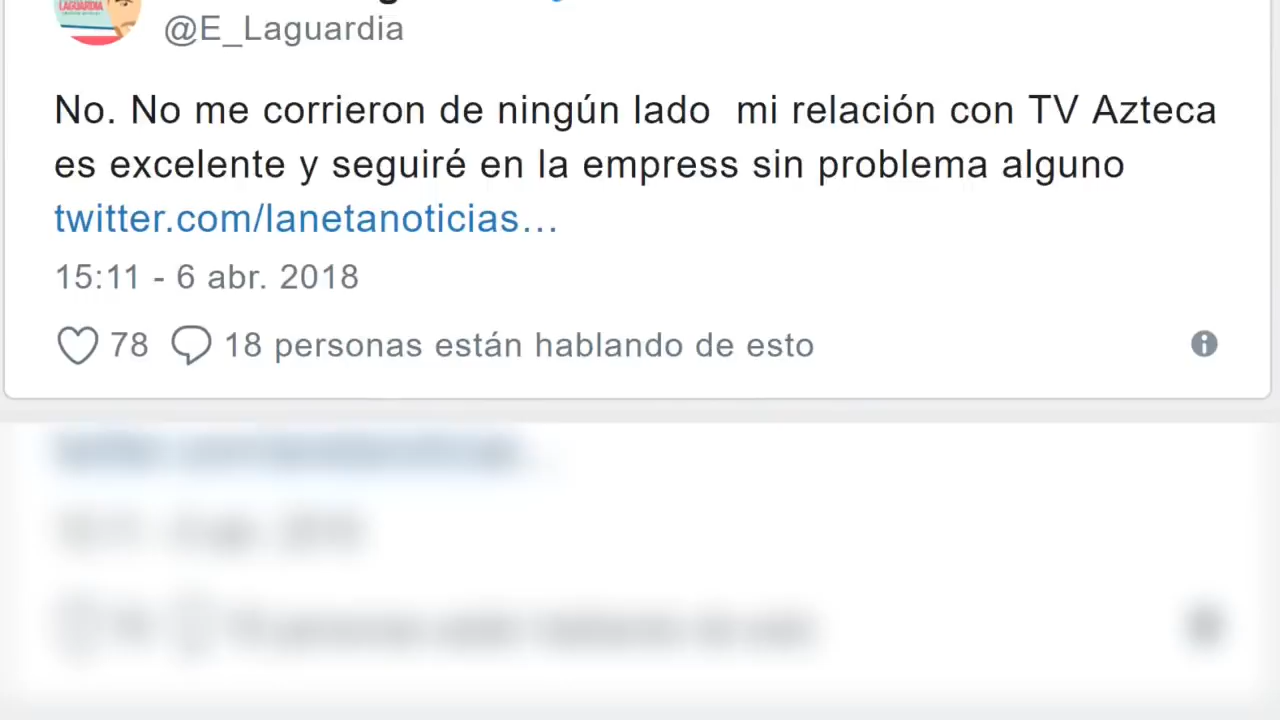 LAGUARDIA
@E_Laguardia
No. No me corrieron de ningún lado  mi relación con TV Azteca
es excelente y seguiré en la empress sin problema alguno
twitter.com/lanetanoticias…
15:11 - 6 abr. 2018
78 18 personas están hablando de esto